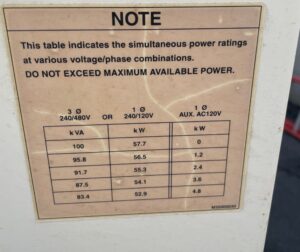 NOTE
This table indicates the simultaneous power ratings
at various voltage/phase combinations.
DO NOT EXCEED MAXIMUM AVAILABLE POWER.
3 Ø 1 Ø 1 Ø
240/480V OR 240/120V AUX. AC120V
k VA k W k W
100 57.7 0
95.8 56.5 1.2
91.7 55.3 2.4
87.5 54.1 3.6
83.4 52.9 4.8